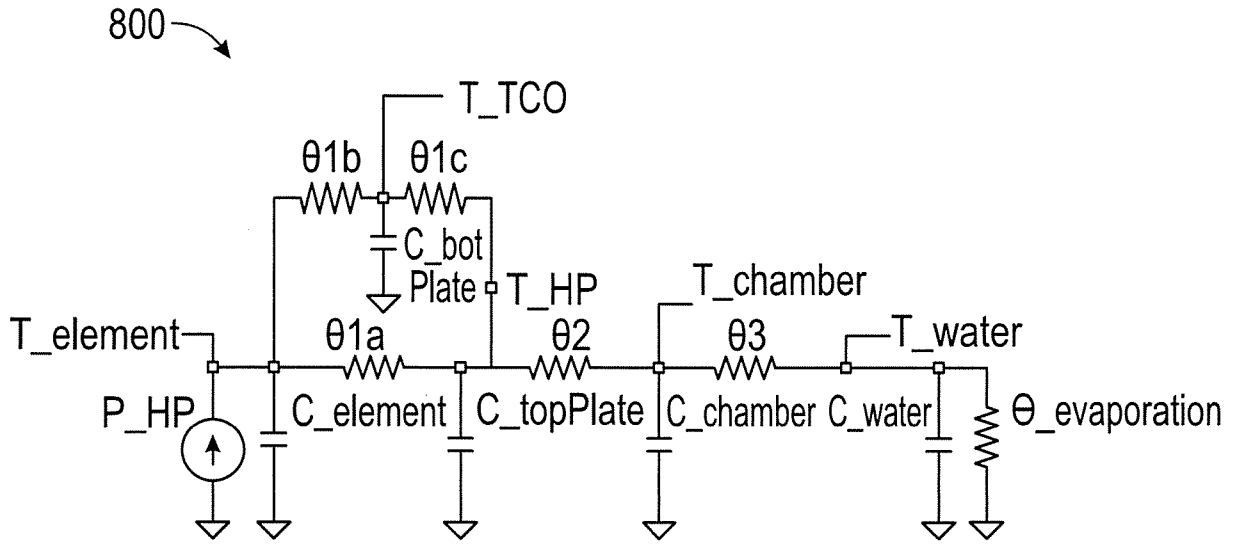 800
T_TCO
θ1b
θ1c
C_bot
Plate
T_HP
T_chamber
T_element
θ1a
θ2
θ3
T_water
P_HP
C_element
C_topPlate
C_chamber
C_water
Θ_evaporation